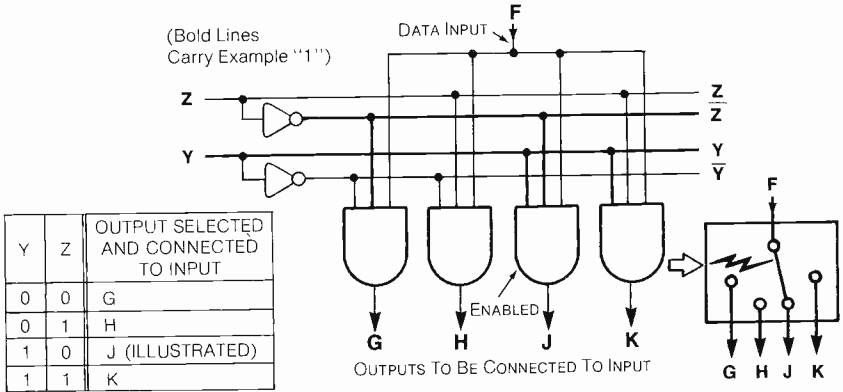 F
DATA INPUT
(Bold Lines
Carry Example "1")
Z
Z
Z̅
Y
Y
Y̅
F
Y Z OUTPUT SELECTED
AND CONNECTED
TO INPUT
0 0 G
0 1 H
1 0 J (ILLUSTRATED)
1 1 K
ENABLED
G H J K
OUTPUTS TO BE CONNECTED TO INPUT
G H J K